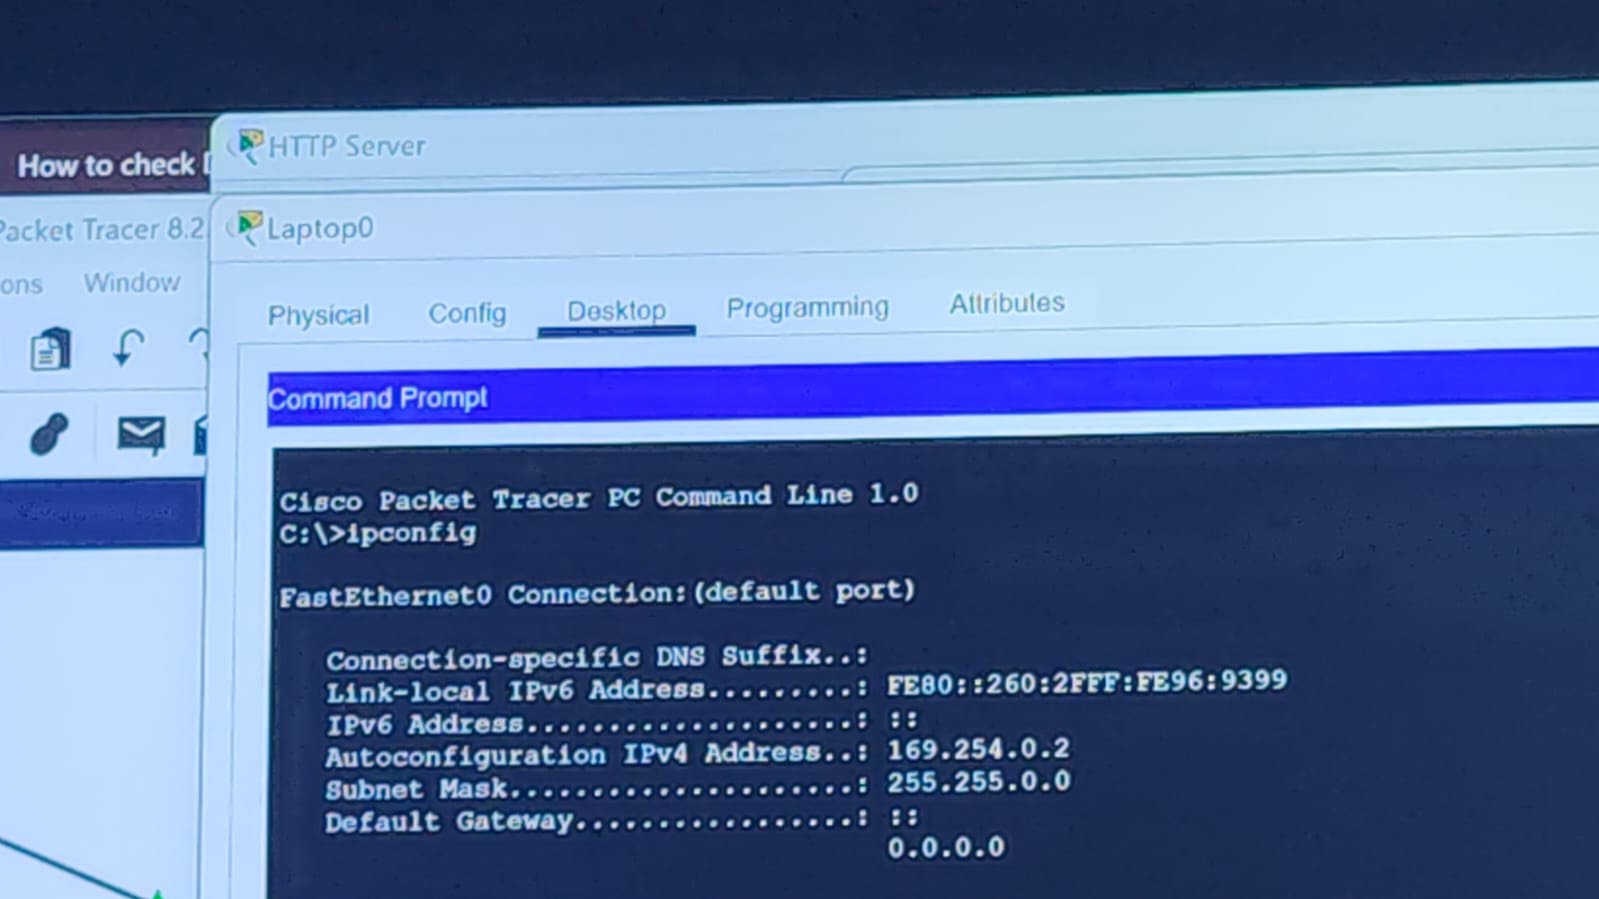 HTTP Server
How to check
Packet Tracer 8.2
Laptop0
ons Window
Physical Config Desktop Programming Attributes
Command Prompt
Cisco Packet Tracer PC Command Line 1.0
C:\>ipconfig
FastEthernet0 Connection:(default port)
Connection-specific DNS Suffix..:
Link-local IPv6 Address.........: FE80::260:2FFF:FE96:9399
IPv6 Address....................: ::
Autoconfiguration IPv4 Address..: 169.254.0.2
Subnet Mask.....................: 255.255.0.0
Default Gateway.................: ::
0.0.0.0